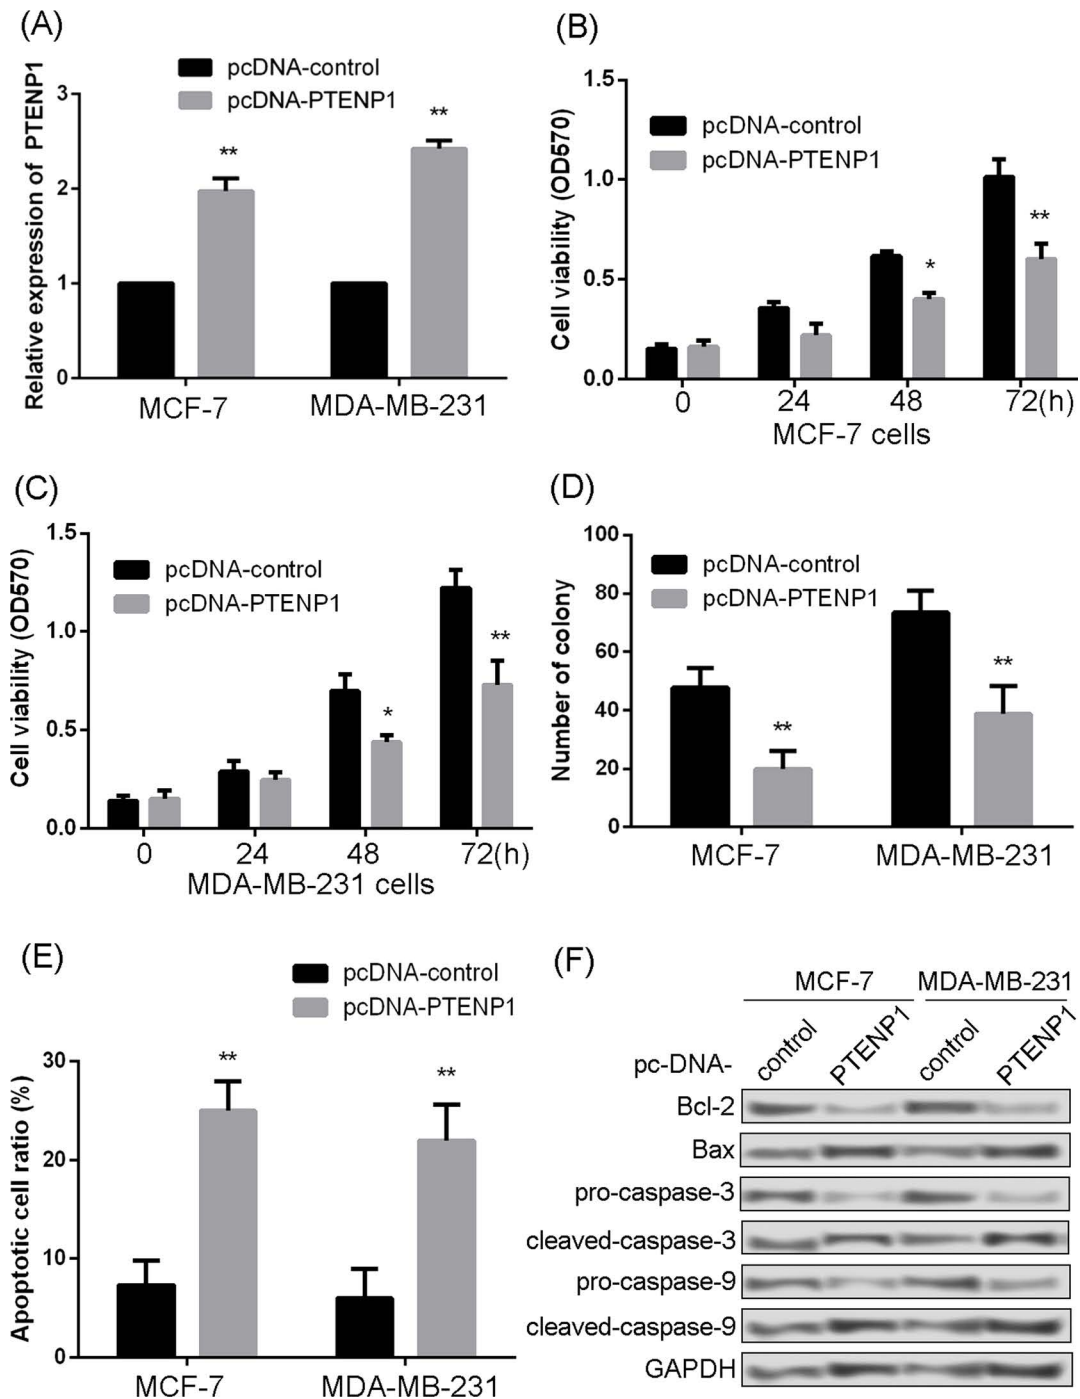 (A)
pcDNA-control
pcDNA-PTENP1
Relative expression of PTENP1
3
2
1
0
**
**
MCF-7 MDA-MB-231
(B)
pcDNA-control
pcDNA-PTENP1
Cell viability (OD570)
1.5
1.0
0.5
0.0
*
**
0 24 48 72(h)
MCF-7 cells
(C)
pcDNA-control
pcDNA-PTENP1
Cell viability (OD570)
1.5
1.0
0.5
0.0
*
**
0 24 48 72(h)
MDA-MB-231 cells
(D)
pcDNA-control
pcDNA-PTENP1
Number of colony
100
80
60
40
20
0
**
**
MCF-7 MDA-MB-231
(E)
pcDNA-control
pcDNA-PTENP1
Apoptotic cell ratio (%)
30
20
10
0
**
**
MCF-7 MDA-MB-231
(F)
MCF-7 MDA-MB-231
pc-DNA- control PTENP1 control PTENP1
Bcl-2
Bax
pro-caspase-3
cleaved-caspase-3
pro-caspase-9
cleaved-caspase-9
GAPDH